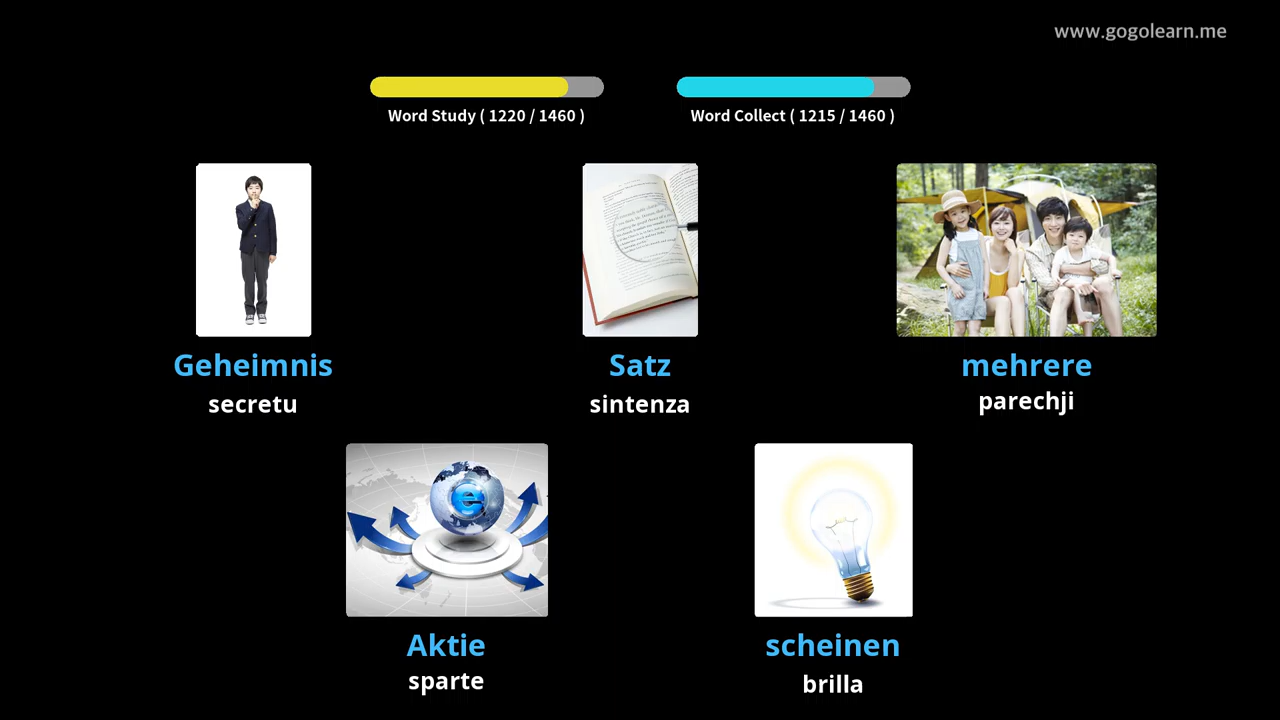 www.gogolearn.me
Word Study ( 1220 / 1460 )
Word Collect ( 1215 / 1460 )
Geheimnis
secretu
Satz
sintenza
mehrere
parechji
e
Aktie
sparte
scheinen
brilla